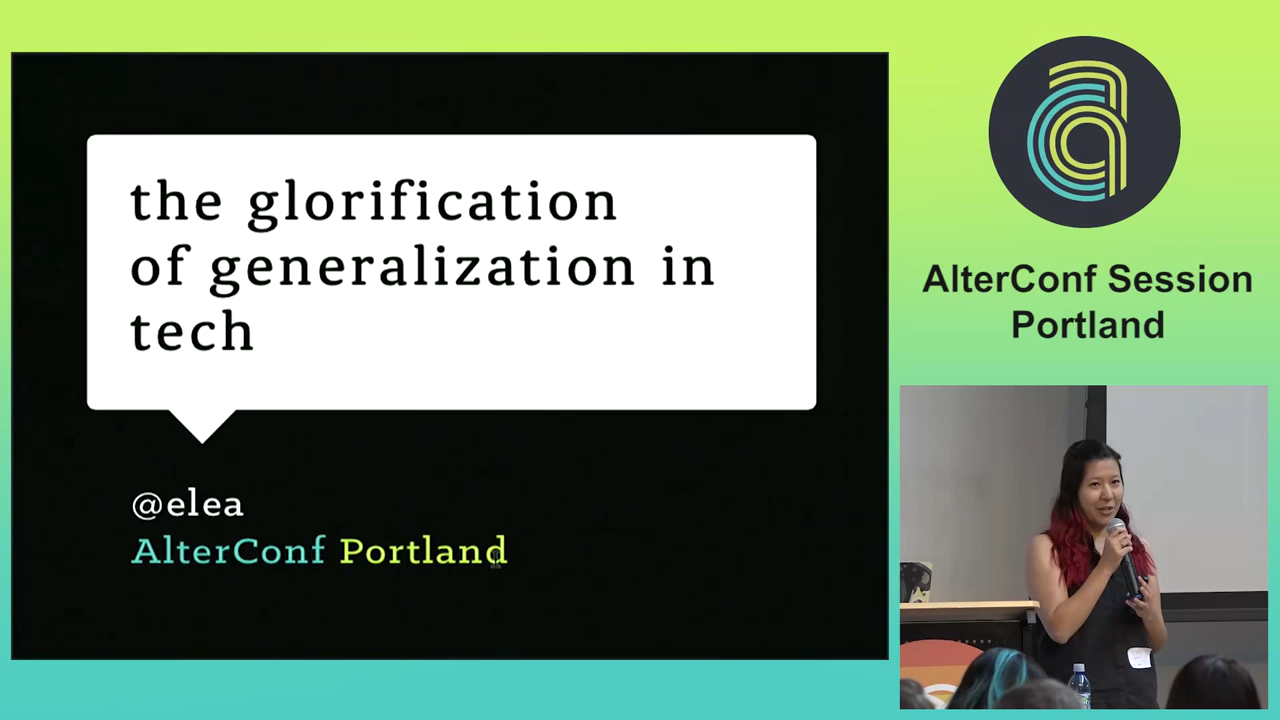 the glorification
of generalization in
tech
@elea
AlterConf Portland
AlterConf Session
Portland